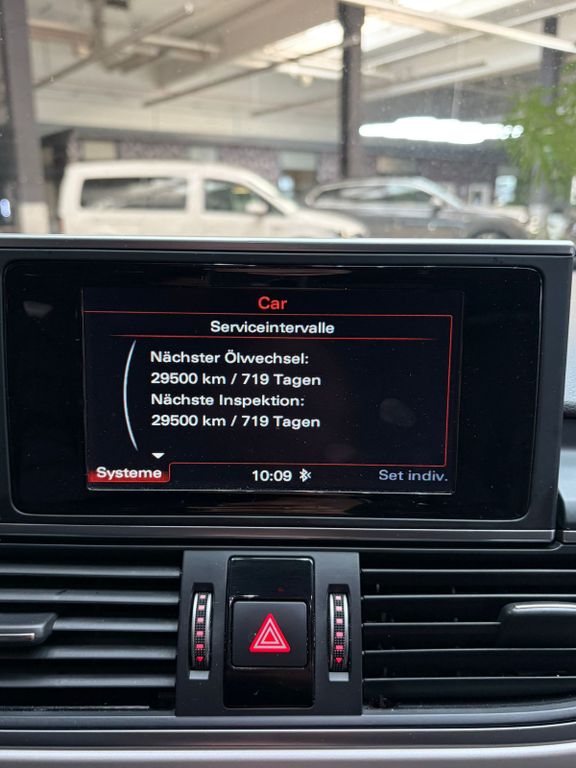 Car
Serviceintervalle
Nächster Ölwechsel:
29500 km / 719 Tagen
Nächste Inspektion:
29500 km / 719 Tagen
Systeme 10:09 Set indiv.